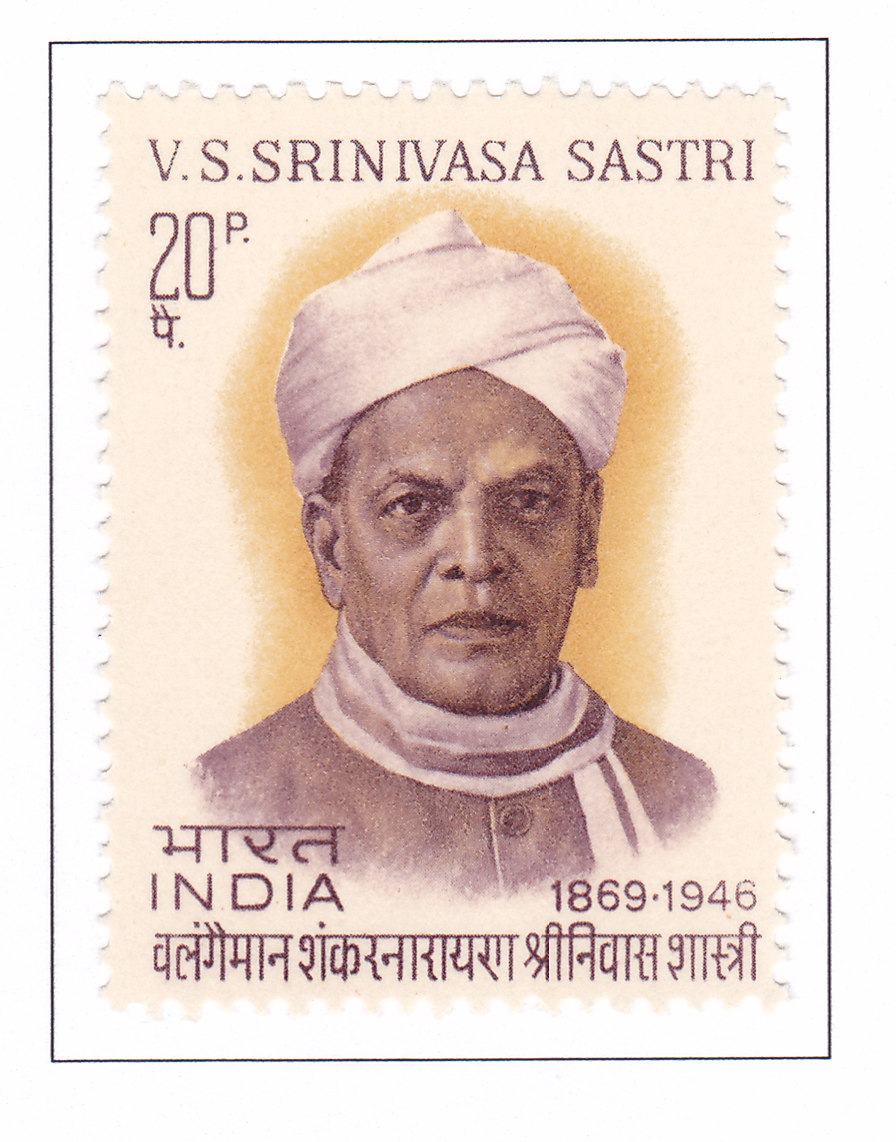 V. S. SRINIVASA SASTRI
20 P.
पै.
भारत
INDIA
1869·1946
वलंगैमान शंकरनारायण श्रीनिवास शास्त्री